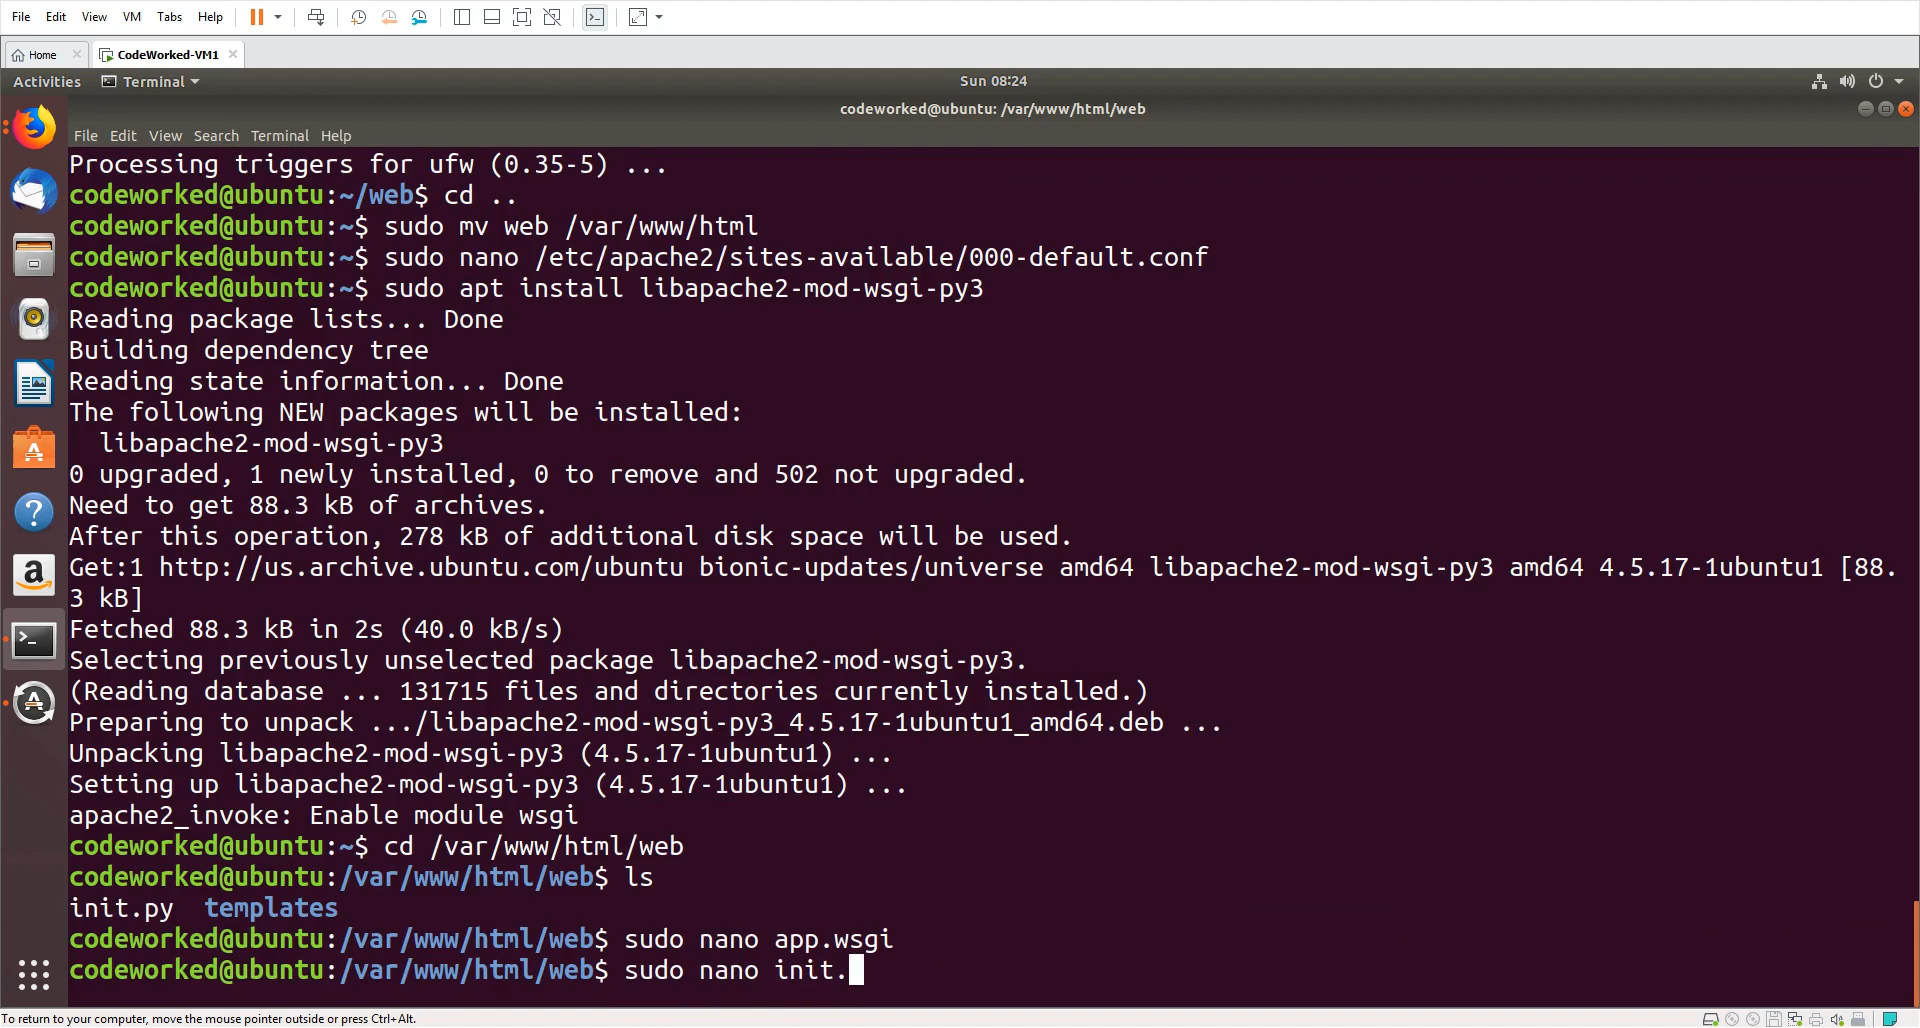 File Edit View VM Tabs Help
Home
CodeWorked-VM1
Activities Terminal Sun 08:24
codeworked@ubuntu: /var/www/html/web
File Edit View Search Terminal Help
Processing triggers for ufw (0.35-5) ...
codeworked@ubuntu:~/web$ cd ..
codeworked@ubuntu:~$ sudo mv web /var/www/html
codeworked@ubuntu:~$ sudo nano /etc/apache2/sites-available/000-default.conf
codeworked@ubuntu:~$ sudo apt install libapache2-mod-wsgi-py3
Reading package lists... Done
Building dependency tree
Reading state information... Done
The following NEW packages will be installed:
libapache2-mod-wsgi-py3
0 upgraded, 1 newly installed, 0 to remove and 502 not upgraded.
Need to get 88.3 kB of archives.
After this operation, 278 kB of additional disk space will be used.
Get:1 http://us.archive.ubuntu.com/ubuntu bionic-updates/universe amd64 libapache2-mod-wsgi-py3 amd64 4.5.17-1ubuntu1 [88.
3 kB]
Fetched 88.3 kB in 2s (40.0 kB/s)
Selecting previously unselected package libapache2-mod-wsgi-py3.
(Reading database ... 131715 files and directories currently installed.)
Preparing to unpack .../libapache2-mod-wsgi-py3_4.5.17-1ubuntu1_amd64.deb ...
Unpacking libapache2-mod-wsgi-py3 (4.5.17-1ubuntu1) ...
Setting up libapache2-mod-wsgi-py3 (4.5.17-1ubuntu1) ...
apache2_invoke: Enable module wsgi
codeworked@ubuntu:~$ cd /var/www/html/web
codeworked@ubuntu:/var/www/html/web$ ls
init.py templates
codeworked@ubuntu:/var/www/html/web$ sudo nano app.wsgi
codeworked@ubuntu:/var/www/html/web$ sudo nano init.
To return to your computer, move the mouse pointer outside or press Ctrl+Alt.